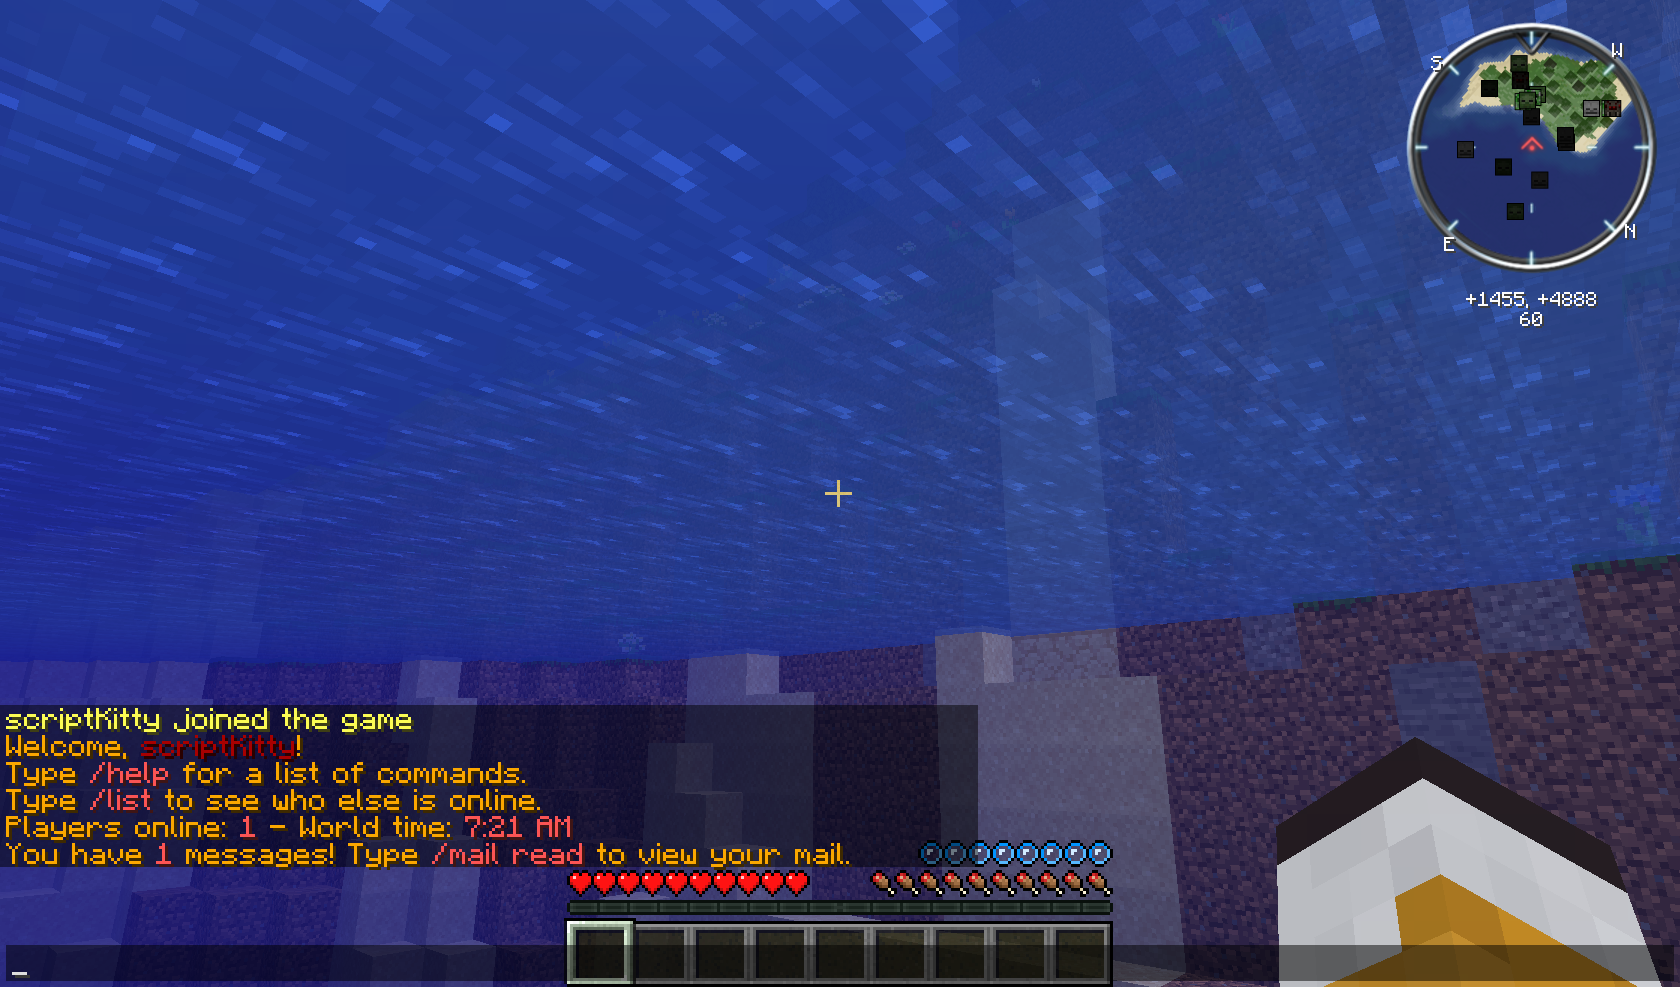 S
W
E
N
+1455, +4888
60
scriptKitty joined the game
Welcome, scriptKitty!
Type /help for a list of commands.
Type /list to see who else is online.
Players online: 1 - World time: 7:21 AM
You have 1 messages! Type /mail read to view your mail.
_